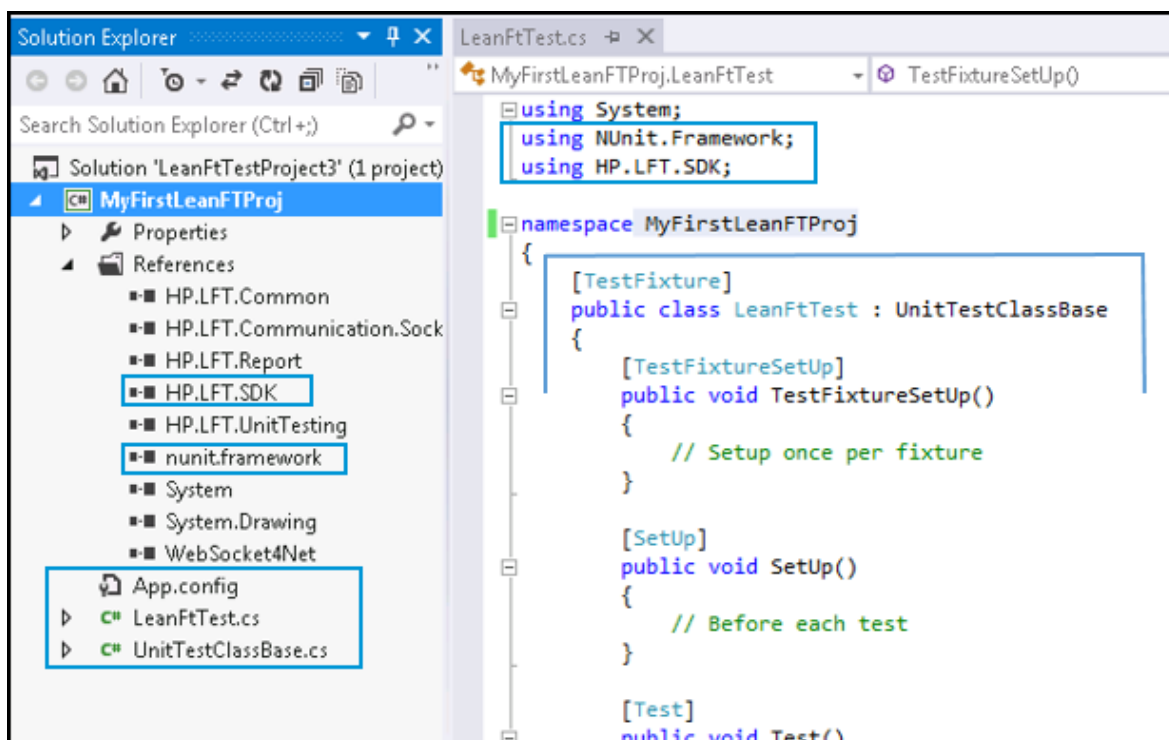 Solution Explorer
Search Solution Explorer (Ctrl+;)
Solution 'LeanFtTestProject3' (1 project)
C# MyFirstLeanFTProj
Properties
References
HP.LFT.Common
HP.LFT.Communication.Sock
HP.LFT.Report
HP.LFT.SDK
HP.LFT.UnitTesting
nunit.framework
System
System.Drawing
WebSocket4Net
App.config
C# LeanFtTest.cs
C# UnitTestClassBase.cs
LeanFtTest.cs
MyFirstLeanFTProj.LeanFtTest TestFixtureSetUp()
using System;
using NUnit.Framework;
using HP.LFT.SDK;
namespace MyFirstLeanFTProj
{
[TestFixture]
public class LeanFtTest : UnitTestClassBase
{
[TestFixtureSetUp]
public void TestFixtureSetUp()
{
// Setup once per fixture
}
[SetUp]
public void SetUp()
{
// Before each test
}
[Test]
public void Test()